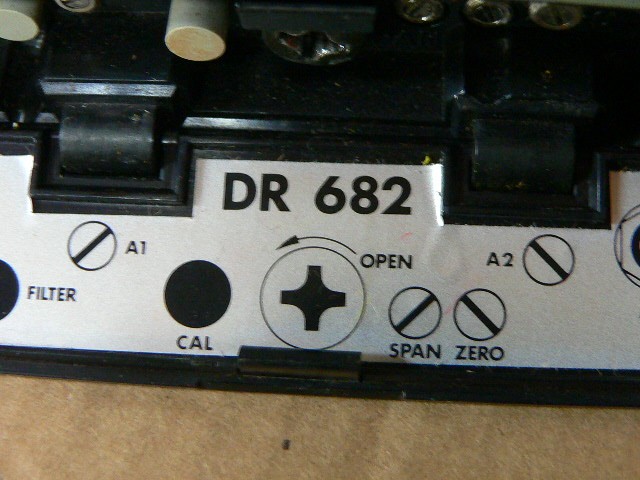 DR 682
A1
OPEN
A2
FILTER
CAL
SPAN
ZERO